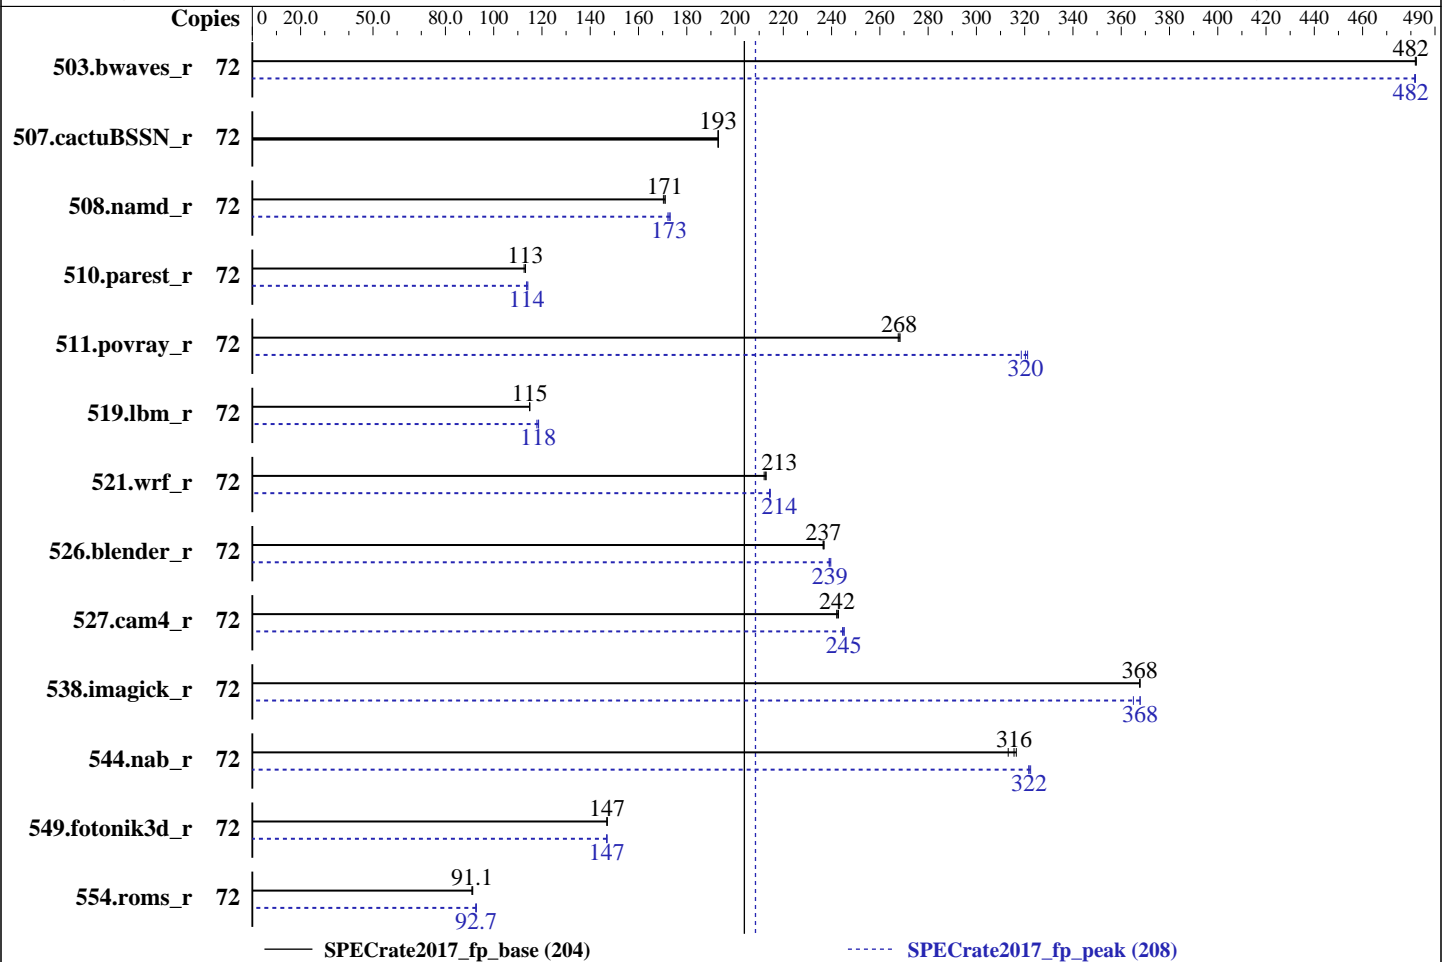 Copies 0 20.0 50.0 80.0 100 120 140 160 180 200 220 240 260 280 300 320 340 360 380 400 420 440 460 490
503.bwaves_r 72 482
482
507.cactuBSSN_r 72 193
508.namd_r 72 171
173
510.parest_r 72 113
114
511.povray_r 72 268
320
519.lbm_r 72 115
118
521.wrf_r 72 213
214
526.blender_r 72 237
239
527.cam4_r 72 242
245
538.imagick_r 72 368
368
544.nab_r 72 316
322
549.fotonik3d_r 72 147
147
554.roms_r 72 91.1
92.7
SPECrate2017_fp_base (204) SPECrate2017_fp_peak (208)